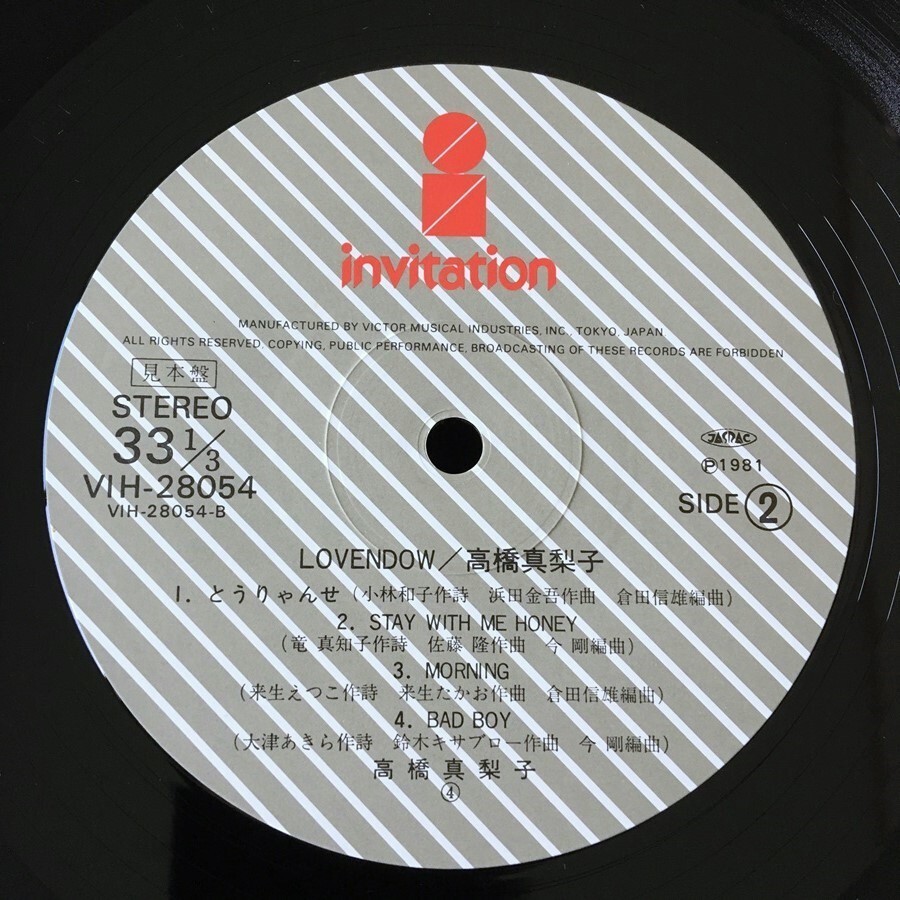 invitation
MANUFACTURED BY VICTOR MUSICAL INDUSTRIES, INC., TOKYO, JAPAN
ALL RIGHTS RESERVED, COPYING, PUBLIC PERFORMANCE, BROADCASTING OF THESE RECORDS ARE FORBIDDEN
見本盤
STEREO
33 1/3
VIH-28054
VIH-28054-B
JASRAC
Ⓟ1981
SIDE ②
LOVENDOW／高橋真梨子
1. とうりゃんせ (小林和子作詩 浜田金吾作曲 倉田信雄編曲)
2. STAY WITH ME HONEY
(竜 真知子作詩 佐藤 隆作曲 今 剛編曲)
3. MORNING
(来生えつこ作詩 来生たかお作曲 倉田信雄編曲)
4. BAD BOY
(大津あきら作詩 鈴木キサブロー作曲 今 剛編曲)
高橋真梨子
④